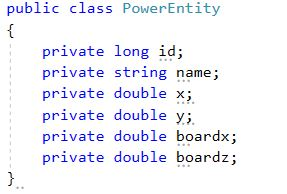 public class PowerEntity
{
    private long id;
    private string name;
    private double x;
    private double y;
    private double boardx;
    private double boardz;
}